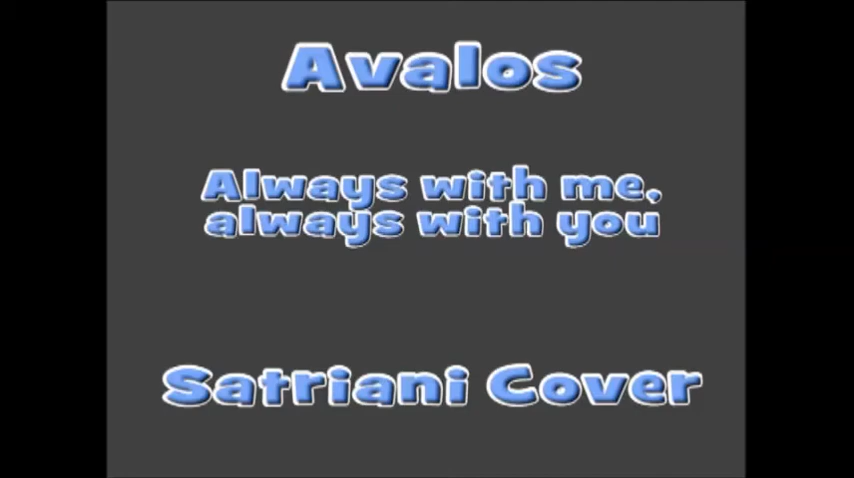 Avalos
Always with me,
always with you
Satriani Cover